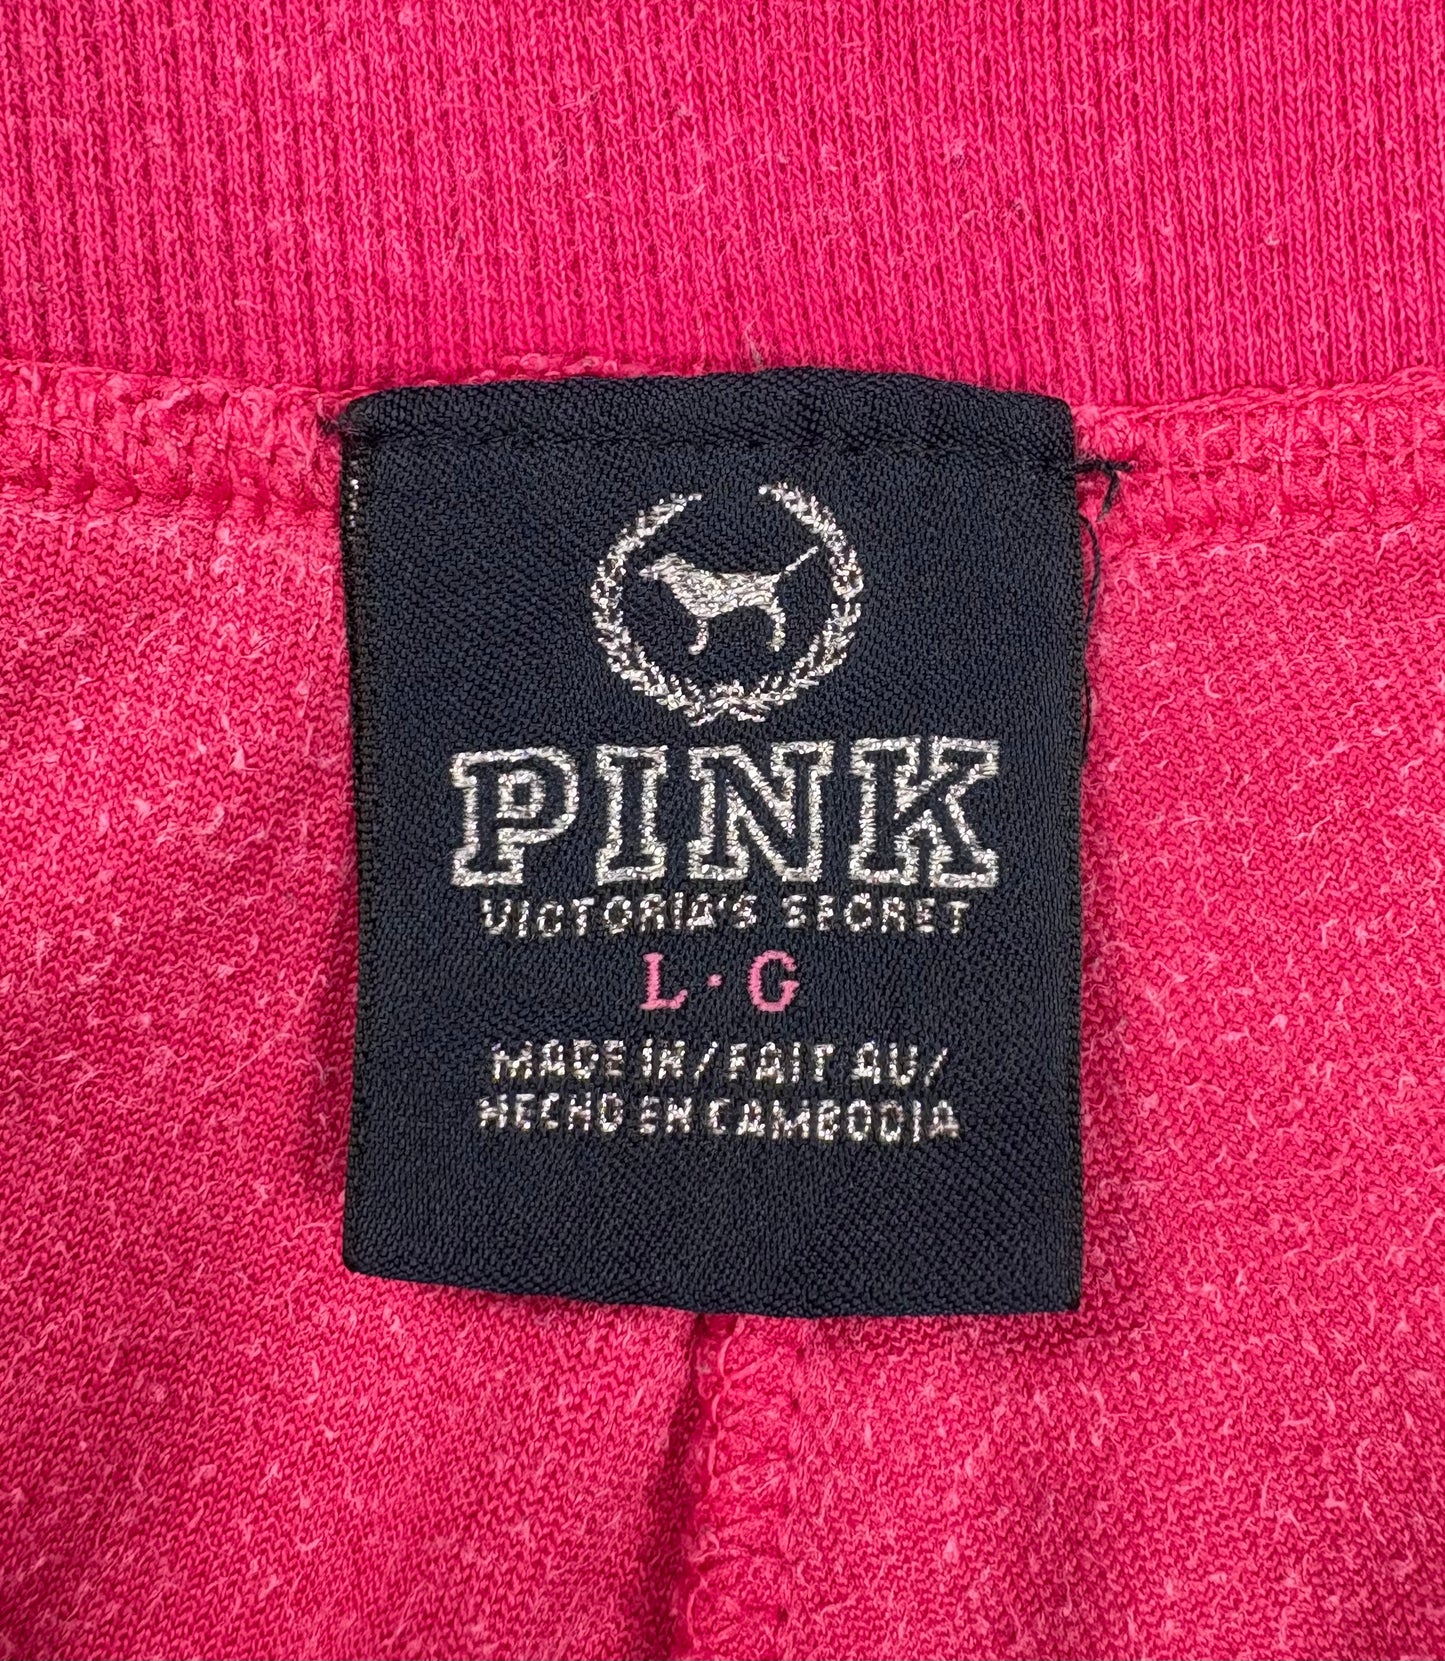 PINK
VICTORIA'S SECRET
L·G
MADE IN/FAIT AU/
HECHO EN CAMBODIA